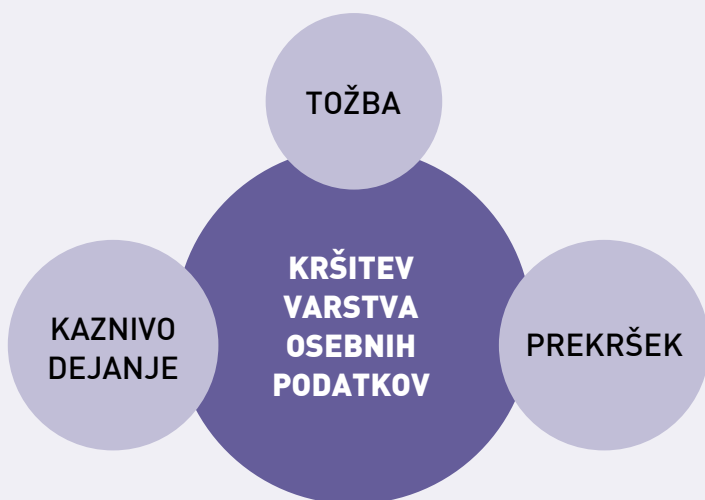 TOŽBA
KRŠITEV
VARSTVA
OSEBNIH
PODATKOV
KAZNIVO
DEJANJE
PREKRŠEK